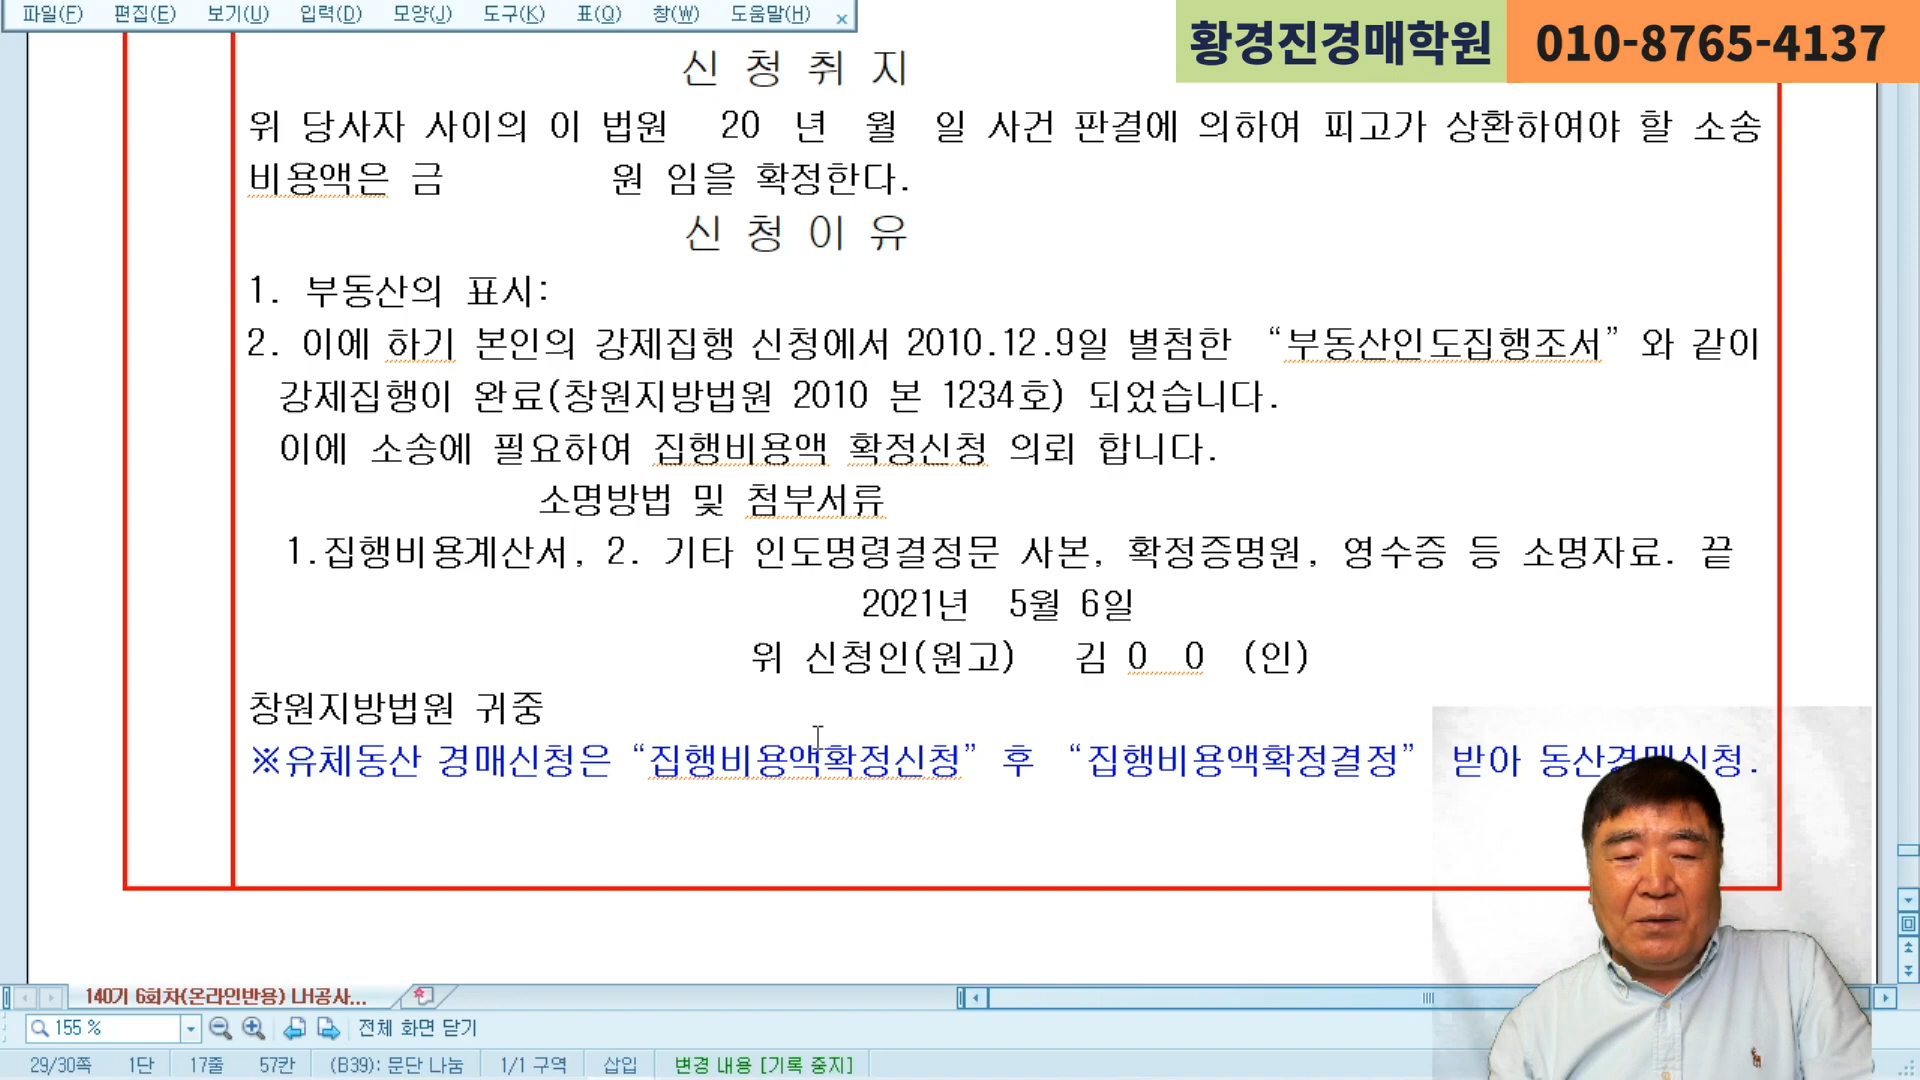 파일(F) 편집(E) 보기(U) 입력(D) 모양(J) 도구(K) 표(Q) 창(W) 도움말(H) x
황경진경매학원 010-8765-4137
신 청 취 지
위 당사자 사이의 이 법원 20 년 월 일 사건 판결에 의하여 피고가 상환하여야 할 소송
비용액은 금 원 임을 확정한다.
신 청 이 유
1. 부동산의 표시:
2. 이에 하기 본인의 강제집행 신청에서 2010.12.9일 별첨한 “부동산인도집행조서” 와 같이
강제집행이 완료(창원지방법원 2010 본 1234호) 되었습니다.
이에 소송에 필요하여 집행비용액 확정신청 의뢰 합니다.
소명방법 및 첨부서류
1.집행비용계산서, 2. 기타 인도명령결정문 사본, 확정증명원, 영수증 등 소명자료. 끝
2021년 5월 6일
위 신청인(원고) 김 0 0 (인)
창원지방법원 귀중
※유체동산 경매신청은 “집행비용액확정신청” 후 “집행비용액확정결정” 받아 동산경매신청.
140기 6회차(온라인반용) LH공사...
155 % 전체 화면 닫기
29/30쪽 1단 17줄 57칸 (B39): 문단 나눔 1/1 구역 삽입 변경 내용 [기록 중지]